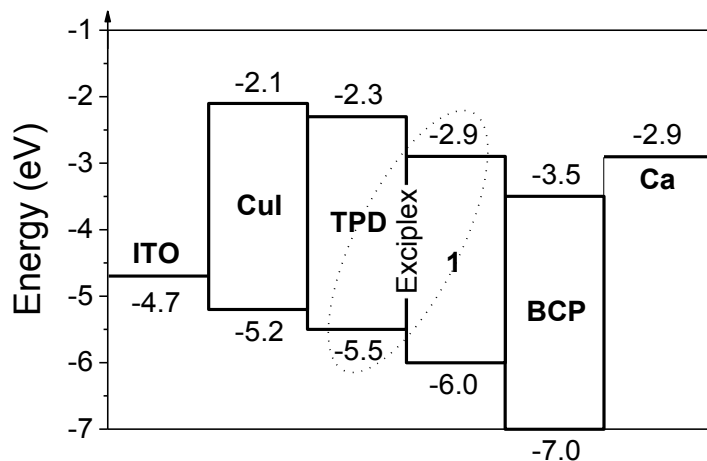 Energy (eV)
-1
-2
-3
-4
-5
-6
-7
ITO
-4.7
-2.1
CuI
-5.2
-2.3
TPD
-5.5
Exciplex
-2.9
1
-6.0
-3.5
BCP
-7.0
-2.9
Ca